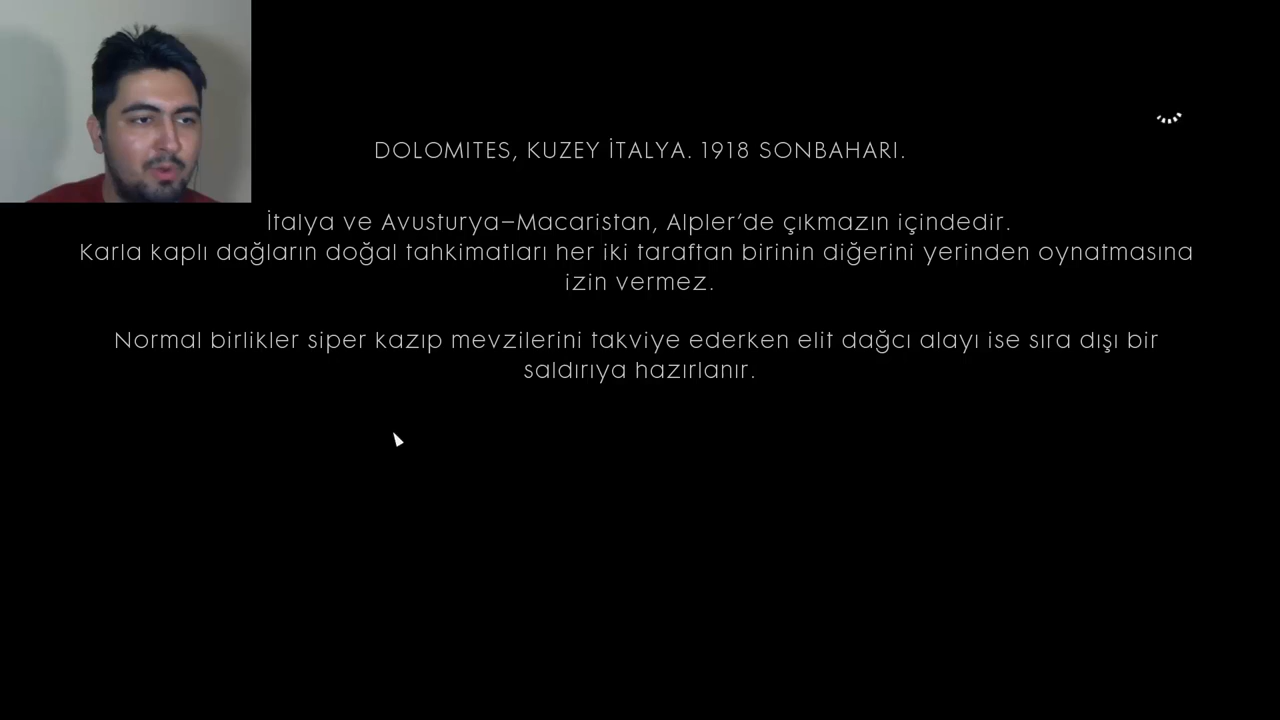 DOLOMITES, KUZEY İTALYA. 1918 SONBAHARI.
İtalya ve Avusturya–Macaristan, Alpler'de çıkmazın içindedir.
Karla kaplı dağların doğal tahkimatları her iki taraftan birinin diğerini yerinden oynatmasına
izin vermez.
Normal birlikler siper kazıp mevzilerini takviye ederken elit dağcı alayı ise sıra dışı bir
saldırıya hazırlanır.